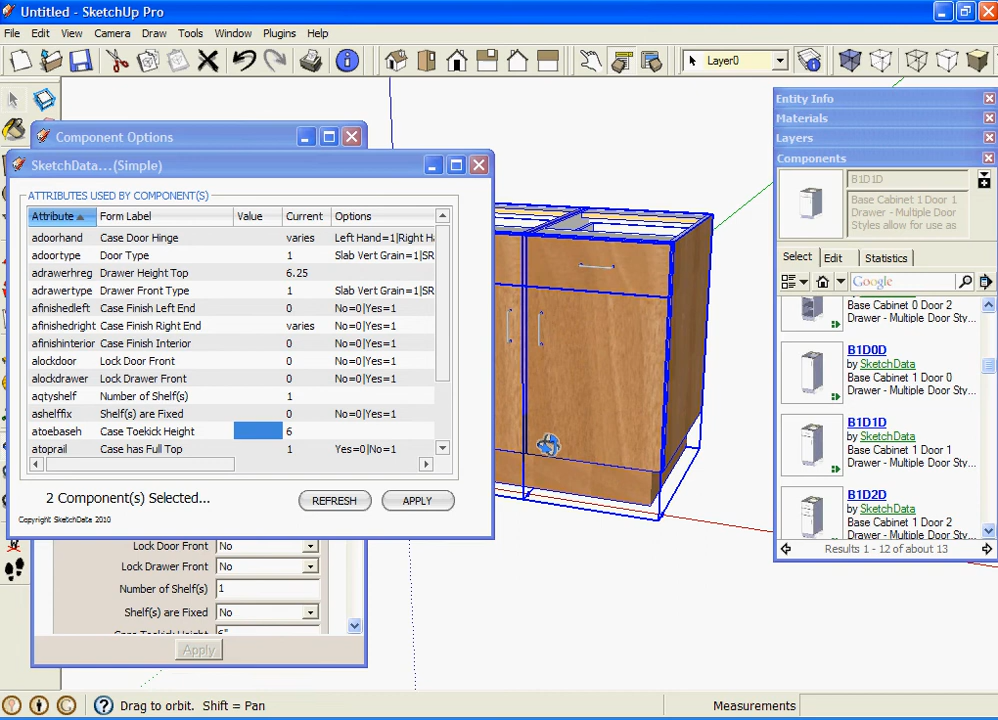 Untitled - SketchUp Pro
File Edit View Camera Draw Tools Window Plugins Help
Layer0
Component Options
SketchData...(Simple)
ATTRIBUTES USED BY COMPONENT(S)
Attribute Form Label Value Current Options
adoorhand Case Door Hinge varies Left Hand=1|Right H
adoortype Door Type 1 Slab Vert Grain=1|SR
adrawerhreg Drawer Height Top 6.25
adrawertype Drawer Front Type 1 Slab Vert Grain=1|SR
afinishedleft Case Finish Left End 0 No=0|Yes=1
afinishedright Case Finish Right End varies No=0|Yes=1
afinishinterior Case Finish Interior 0 No=0|Yes=1
alockdoor Lock Door Front 0 No=0|Yes=1
alockdrawer Lock Drawer Front 0 No=0|Yes=1
aqtyshelf Number of Shelf(s) 1
ashelffix Shelf(s) are Fixed 0 No=0|Yes=1
atoebaseh Case Toekick Height 6
atoprail Case has Full Top 1 Yes=0|No=1
2 Component(s) Selected...
REFRESH
APPLY
Copyright SketchData 2010
Lock Door Front No
Lock Drawer Front No
Number of Shelf(s) 1
Shelf(s) are Fixed No
Case Toekick Height 6"
Apply
Entity Info
Materials
Layers
Components
B1D1D
Base Cabinet 1 Door 1
Drawer - Multiple Door
Styles allow for use as
Select Edit Statistics
Google
Base Cabinet 0 Door 2
Drawer - Multiple Door Sty...
B1D0D
by SketchData
Base Cabinet 1 Door 0
Drawer - Multiple Door Sty...
B1D1D
by SketchData
Base Cabinet 1 Door 1
Drawer - Multiple Door Sty...
B1D2D
by SketchData
Base Cabinet 1 Door 2
Drawer - Multiple Door Sty...
Results 1 - 12 of about 13
Drag to orbit. Shift = Pan
Measurements